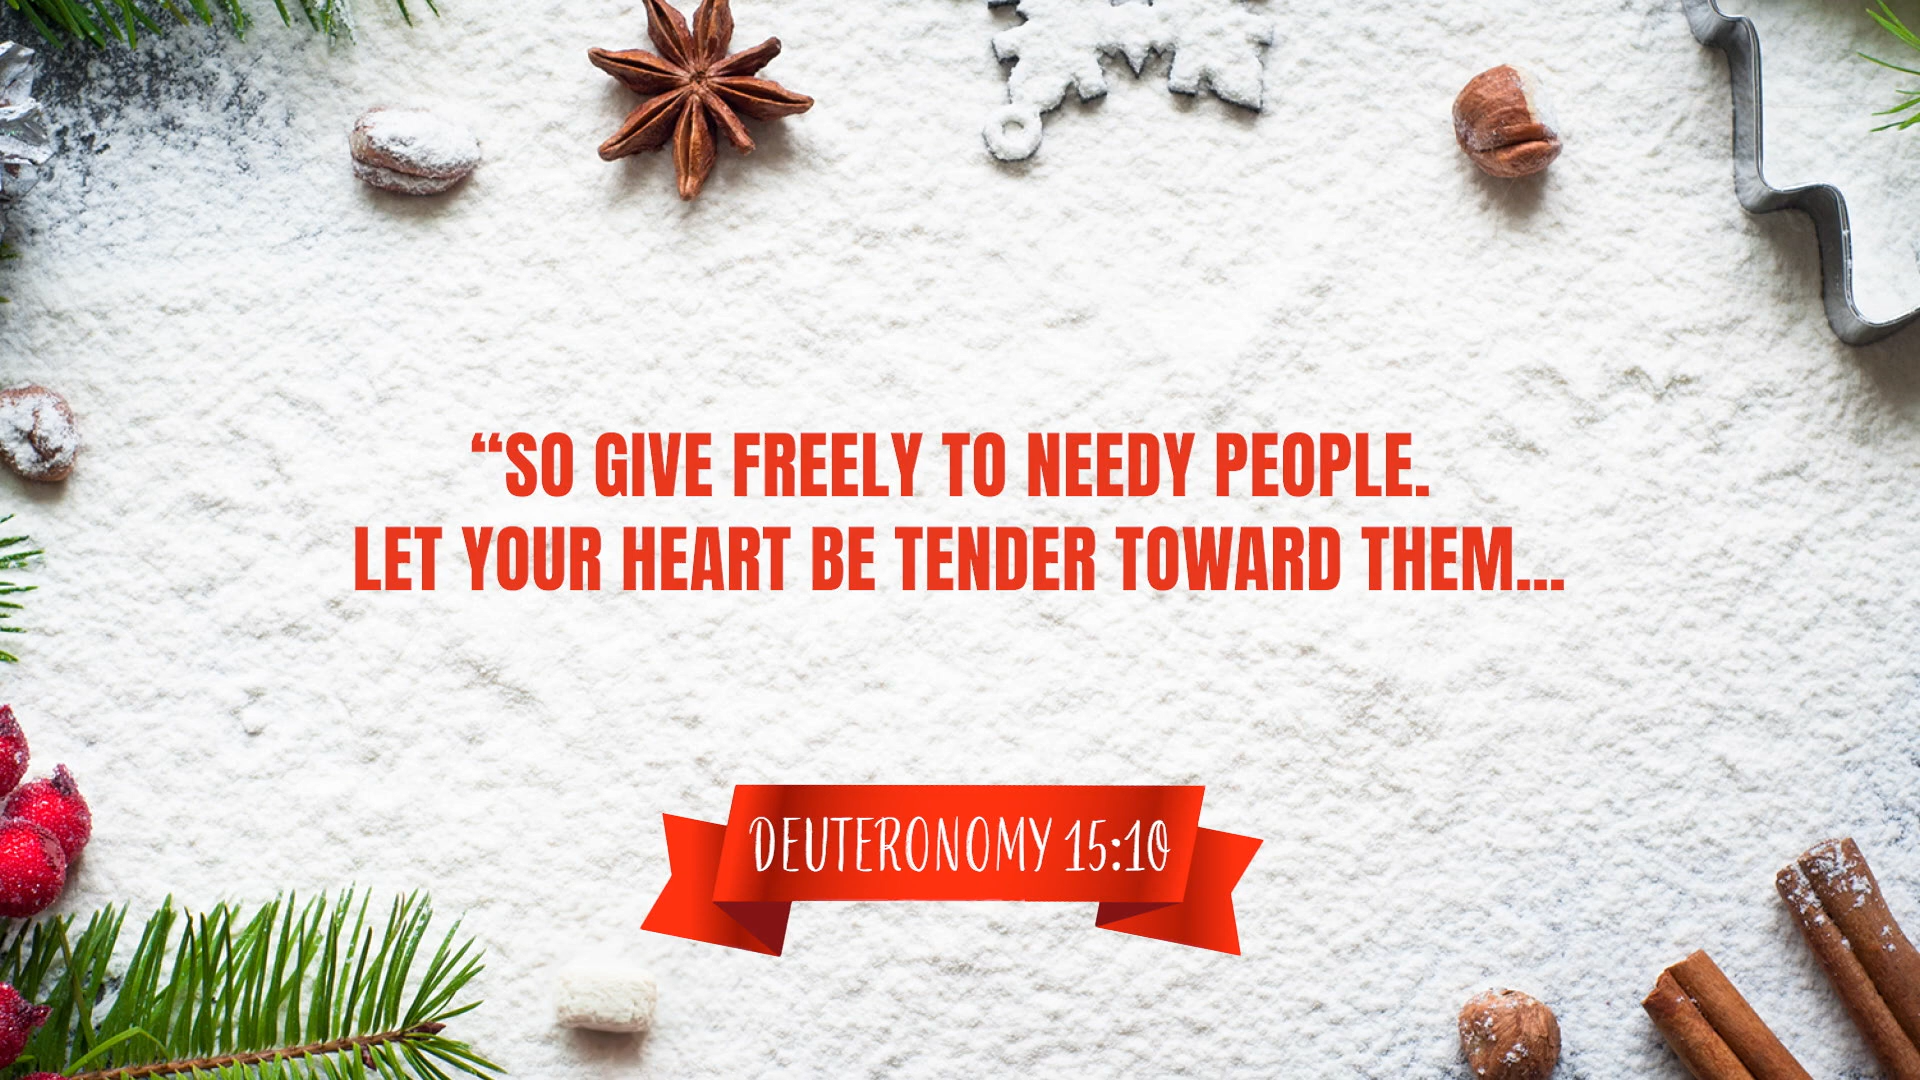 “SO GIVE FREELY TO NEEDY PEOPLE.
LET YOUR HEART BE TENDER TOWARD THEM...
DEUTERONOMY 15:10